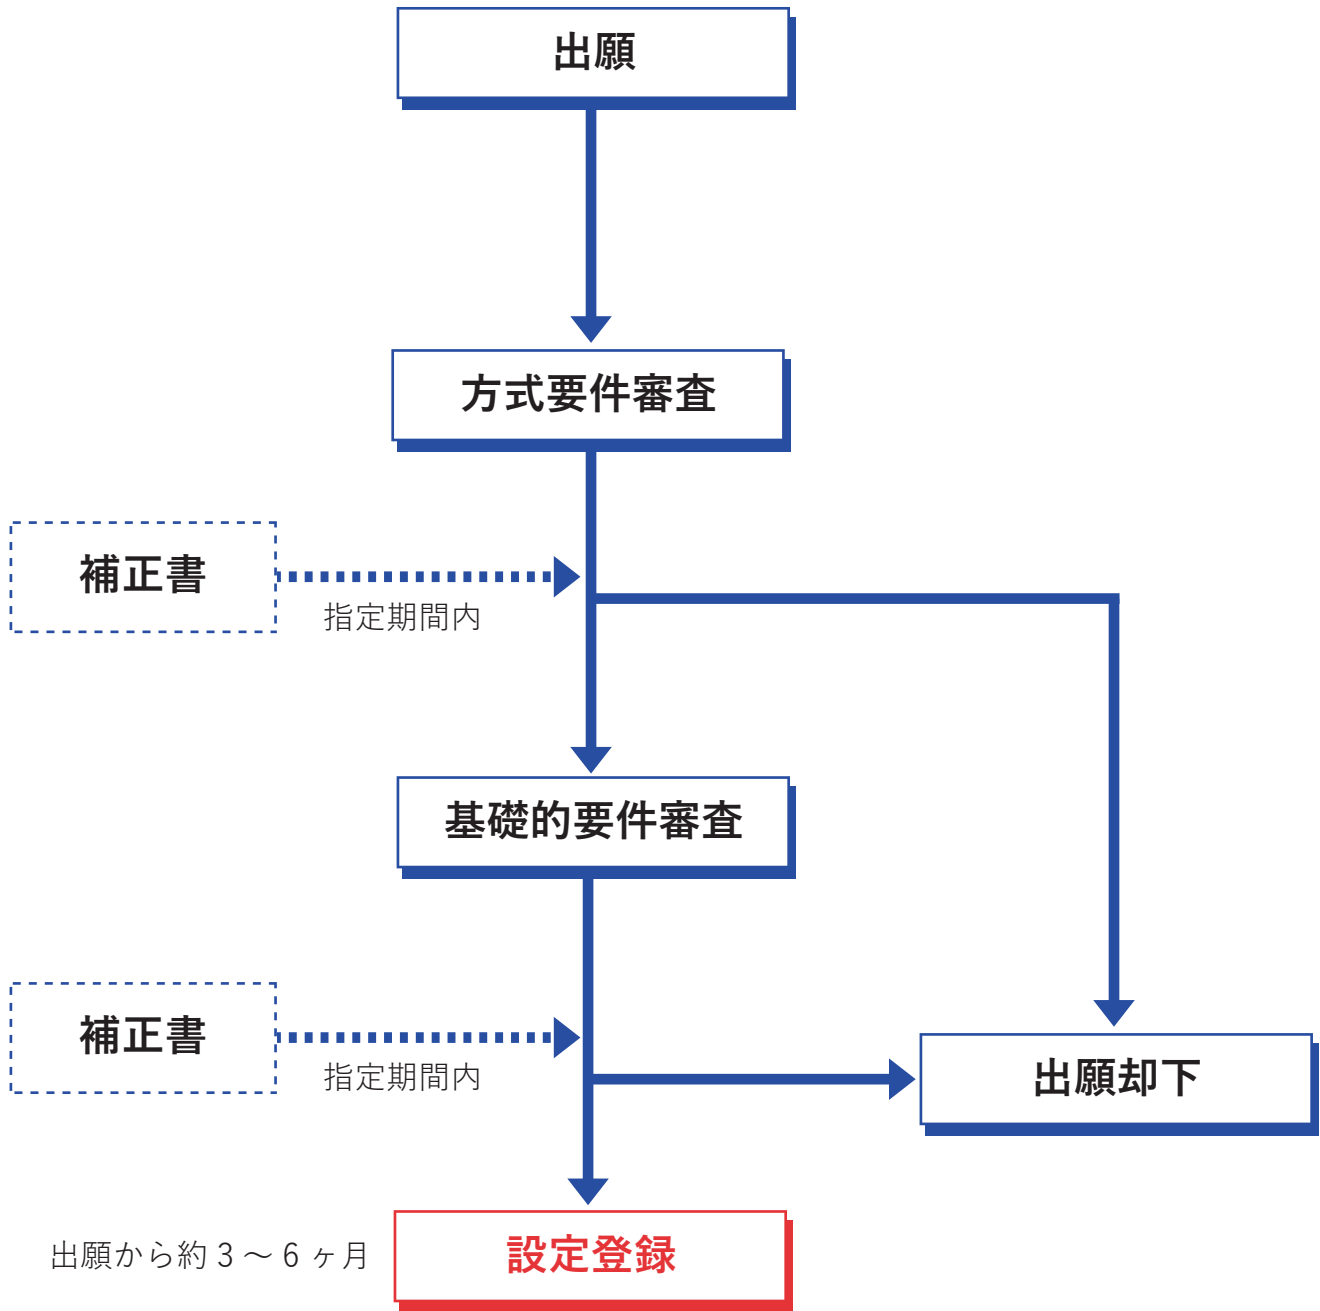 出願
方式要件審査
補正書
指定期間内
基礎的要件審査
補正書
指定期間内
出願却下
出願から約 3 ～ 6 ヶ月
設定登録